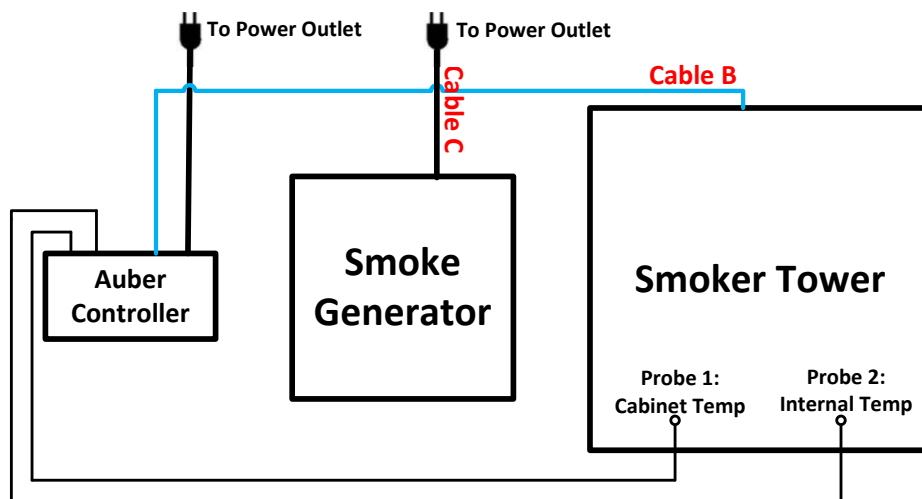 To Power Outlet
To Power Outlet
Cable B
Cable C
Auber
Controller
Smoke
Generator
Smoker Tower
Probe 1:
Cabinet Temp
Probe 2:
Internal Temp